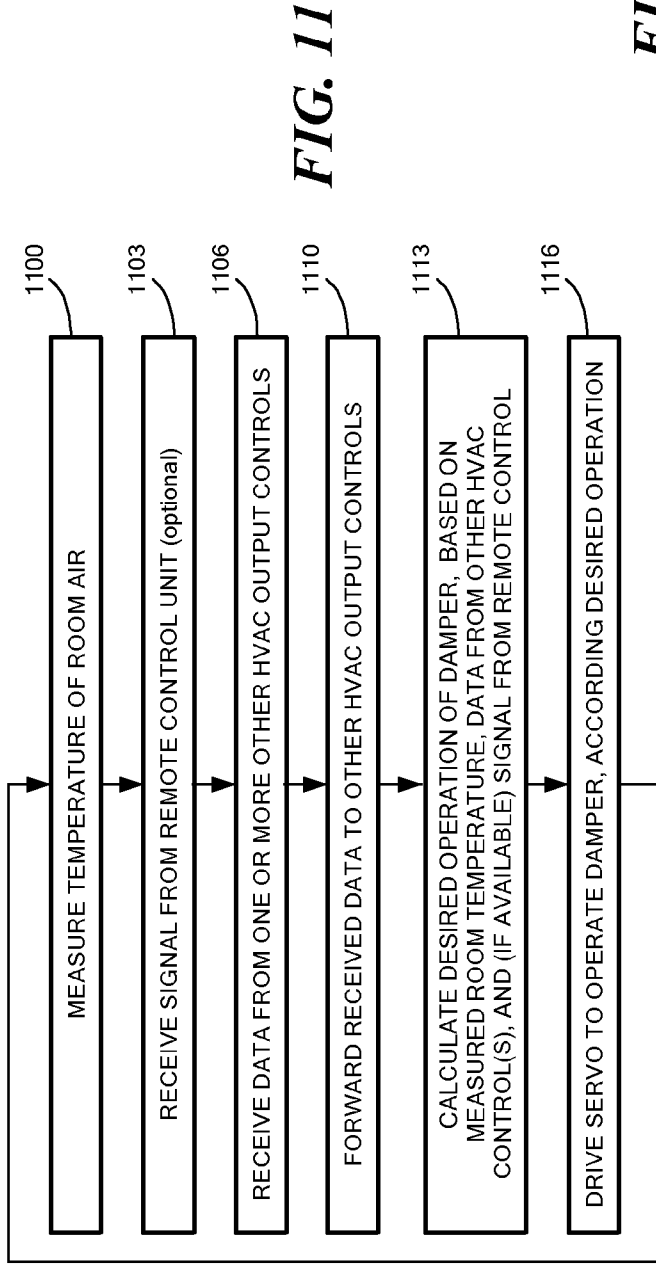 1100
MEASURE TEMPERATURE OF ROOM AIR
1103
RECEIVE SIGNAL FROM REMOTE CONTROL UNIT (optional)
1106
RECEIVE DATA FROM ONE OR MORE OTHER HVAC OUTPUT CONTROLS
1110
FORWARD RECEIVED DATA TO OTHER HVAC OUTPUT CONTROLS
1113
CALCULATE DESIRED OPERATION OF DAMPER, BASED ON
MEASURED ROOM TEMPERATURE, DATA FROM OTHER HVAC
CONTROL(S), AND (IF AVAILABLE) SIGNAL FROM REMOTE CONTROL
1116
DRIVE SERVO TO OPERATE DAMPER, ACCORDING DESIRED OPERATION
FIG. 11